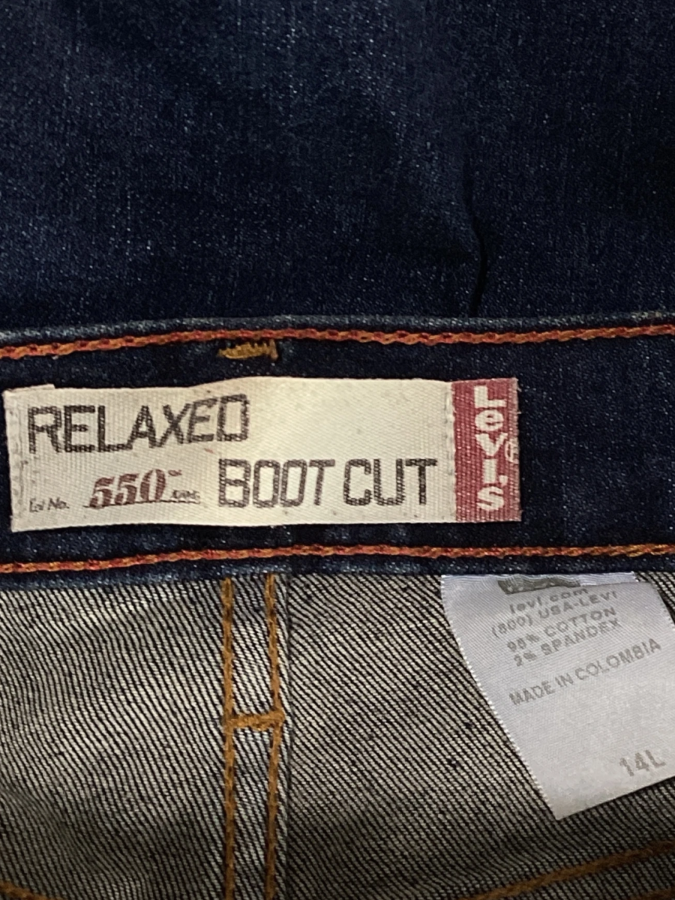 RELAXED
Lot No. 550™ Jeans BOOT CUT
Levi's®
levi.com
(800) USA-LEVI
98% COTTON
2% SPANDEX
MADE IN COLOMBIA
14L